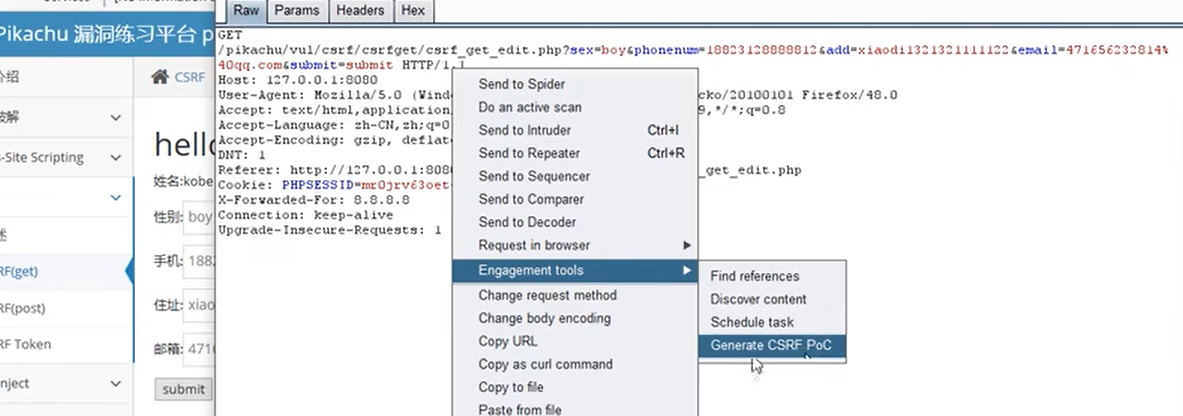 Raw Params Headers Hex
Pikachu 漏洞练习平台 p
GET
/pikachu/vul/csrf/csrfget/csrf_get_edit.php?sex=boy&phonenum=18823128888812&add=xiaodi1321321111122&email=471656232814%
40qq.com&submit=submit HTTP/1.1
Host: 127.0.0.1:8080
User-Agent: Mozilla/5.0 (Wind
cko/20100101 Firefox/48.0
Accept: text/html,application
9,*/*;q=0.8
Accept-Language: zh-CN,zh;q=0
Accept-Encoding: gzip, deflat
DNT: 1
Referer: http://127.0.0.1:808
_get_edit.php
Cookie: PHPSESSID=mr0jrv63oet
X-Forwarded-For: 8.8.8.8
Connection: keep-alive
Upgrade-Insecure-Requests: 1
介绍
CSRF
破解
s-Site Scripting
述
RF(get)
RF(post)
RF Token
nject
hello
姓名:kobe
性别: boy
手机: 1882
住址: xiao
邮箱: 4716
submit
Send to Spider
Do an active scan
Send to Intruder Ctrl+I
Send to Repeater Ctrl+R
Send to Sequencer
Send to Comparer
Send to Decoder
Request in browser
Engagement tools
Change request method
Change body encoding
Copy URL
Copy as curl command
Copy to file
Paste from file
Find references
Discover content
Schedule task
Generate CSRF PoC